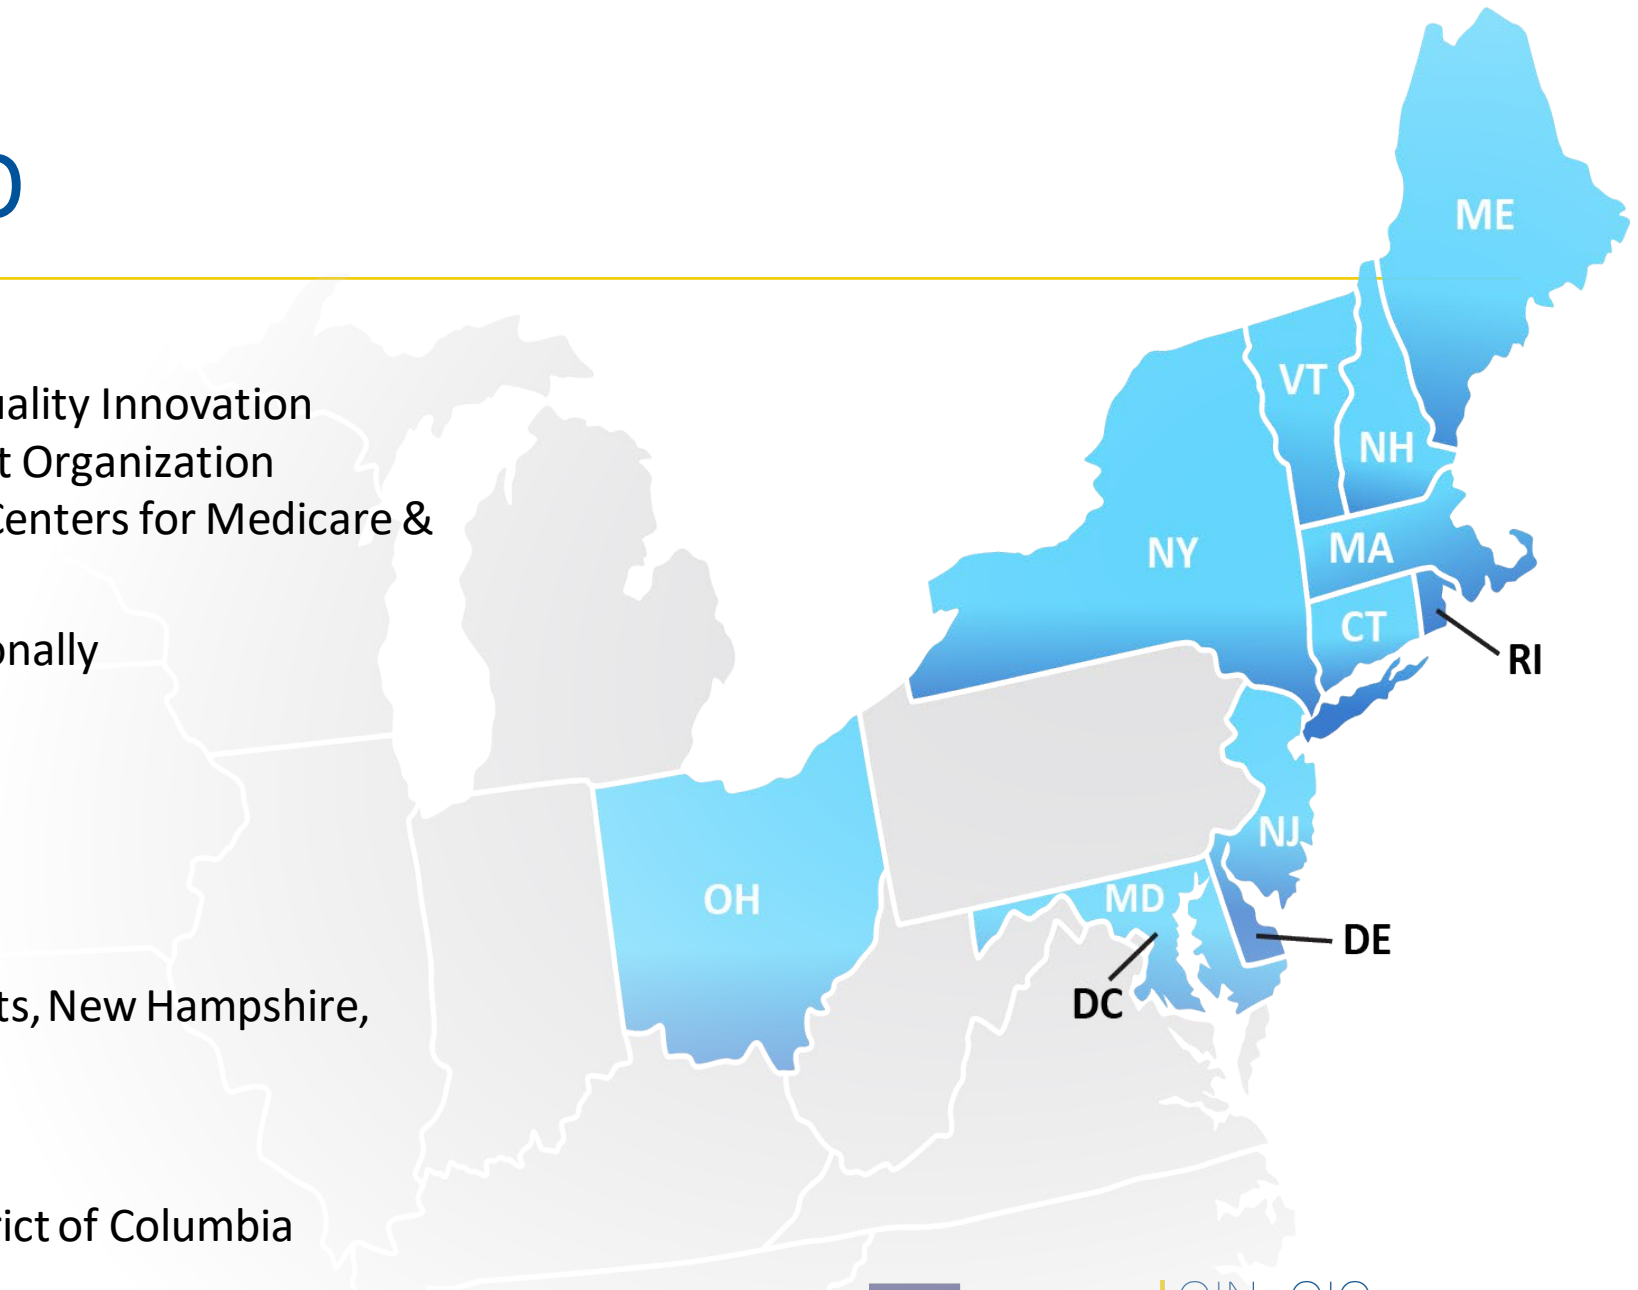 ME
uality Innovation
t Organization
Centers for Medicare &
onally
ts, New Hampshire,
rict of Columbia
VT
NH
NY
MA
CT
RI
NJ
OH
MD
DE
DC